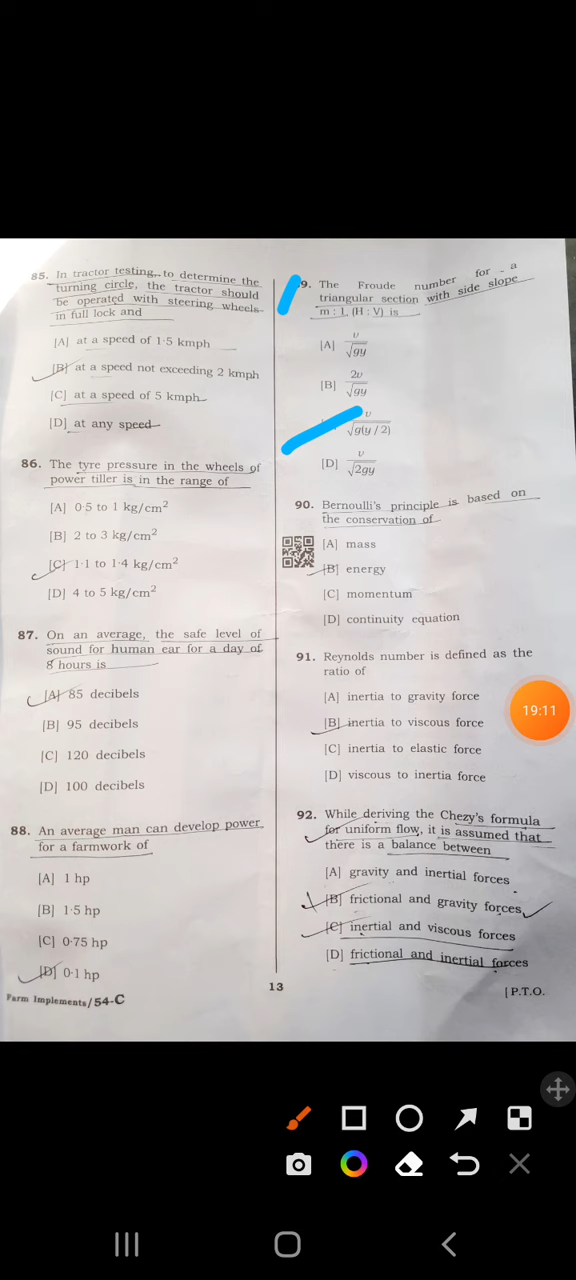 85. In tractor testing, to determine the
turning circle, the tractor should
be operated with steering wheels
in full lock and
[A] at a speed of 1·5 kmph
[B] at a speed not exceeding 2 kmph
[C] at a speed of 5 kmph
[D] at any speed
86. The tyre pressure in the wheels of
power tiller is in the range of
[A] 0·5 to 1 kg/cm²
[B] 2 to 3 kg/cm²
[C] 1·1 to 1·4 kg/cm²
[D] 4 to 5 kg/cm²
87. On an average, the safe level of
sound for human ear for a day of
8 hours is
[A] 85 decibels
[B] 95 decibels
[C] 120 decibels
[D] 100 decibels
88. An average man can develop power
for a farmwork of
[A] 1 hp
[B] 1·5 hp
[C] 0·75 hp
[D] 0·1 hp
Farm Implements/54-C
9. The Froude number for a
triangular section with side slope
m : 1 (H : V) is
[A] υ/√gy
[B] 2υ/√gy
υ/√g(y/2)
[D] υ/√2gy
90. Bernoulli's principle is based on
the conservation of
[A] mass
[B] energy
[C] momentum
[D] continuity equation
91. Reynolds number is defined as the
ratio of
[A] inertia to gravity force
[B] inertia to viscous force
[C] inertia to elastic force
[D] viscous to inertia force
92. While deriving the Chezy's formula
for uniform flow, it is assumed that
there is a balance between
[A] gravity and inertial forces
[B] frictional and gravity forces
[C] inertial and viscous forces
[D] frictional and inertial forces
13
[P.T.O.
19:11